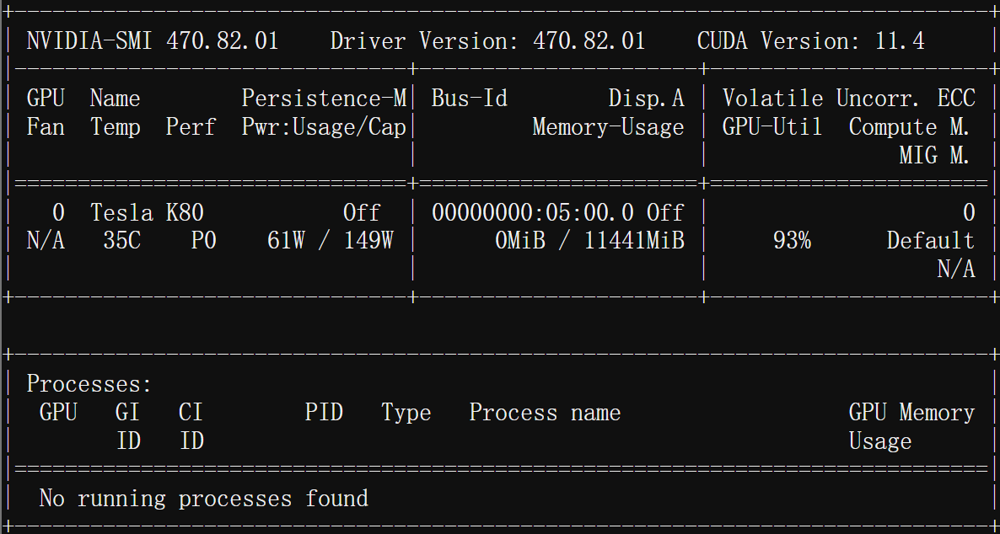 +-----------------------------------------------------------------------------+
| NVIDIA-SMI 470.82.01    Driver Version: 470.82.01    CUDA Version: 11.4     |
|-------------------------------+----------------------+----------------------+
| GPU  Name        Persistence-M| Bus-Id        Disp.A | Volatile Uncorr. ECC |
| Fan  Temp  Perf  Pwr:Usage/Cap|         Memory-Usage | GPU-Util  Compute M. |
|                               |                      |               MIG M. |
|===============================+======================+======================|
|   0  Tesla K80           Off  | 00000000:05:00.0 Off |                    0 |
| N/A   35C    P0    61W / 149W |      0MiB / 11441MiB |     93%      Default |
|                               |                      |                  N/A |
+-------------------------------+----------------------+----------------------+

+-----------------------------------------------------------------------------+
| Processes:                                                                  |
|  GPU   GI   CI        PID   Type   Process name                  GPU Memory |
|        ID   ID                                                   Usage      |
|=============================================================================|
|  No running processes found                                                 |
+-----------------------------------------------------------------------------+